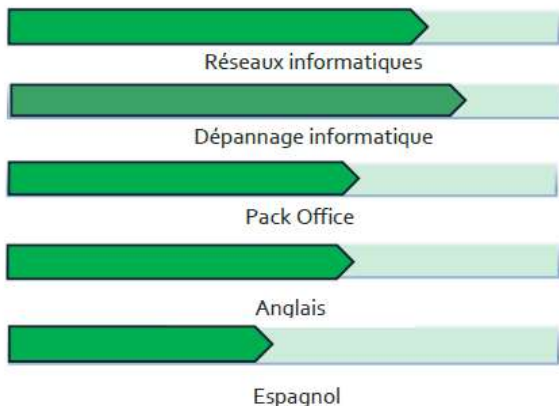 Réseaux informatiques
Dépannage informatique
Pack Office
Anglais
Espagnol